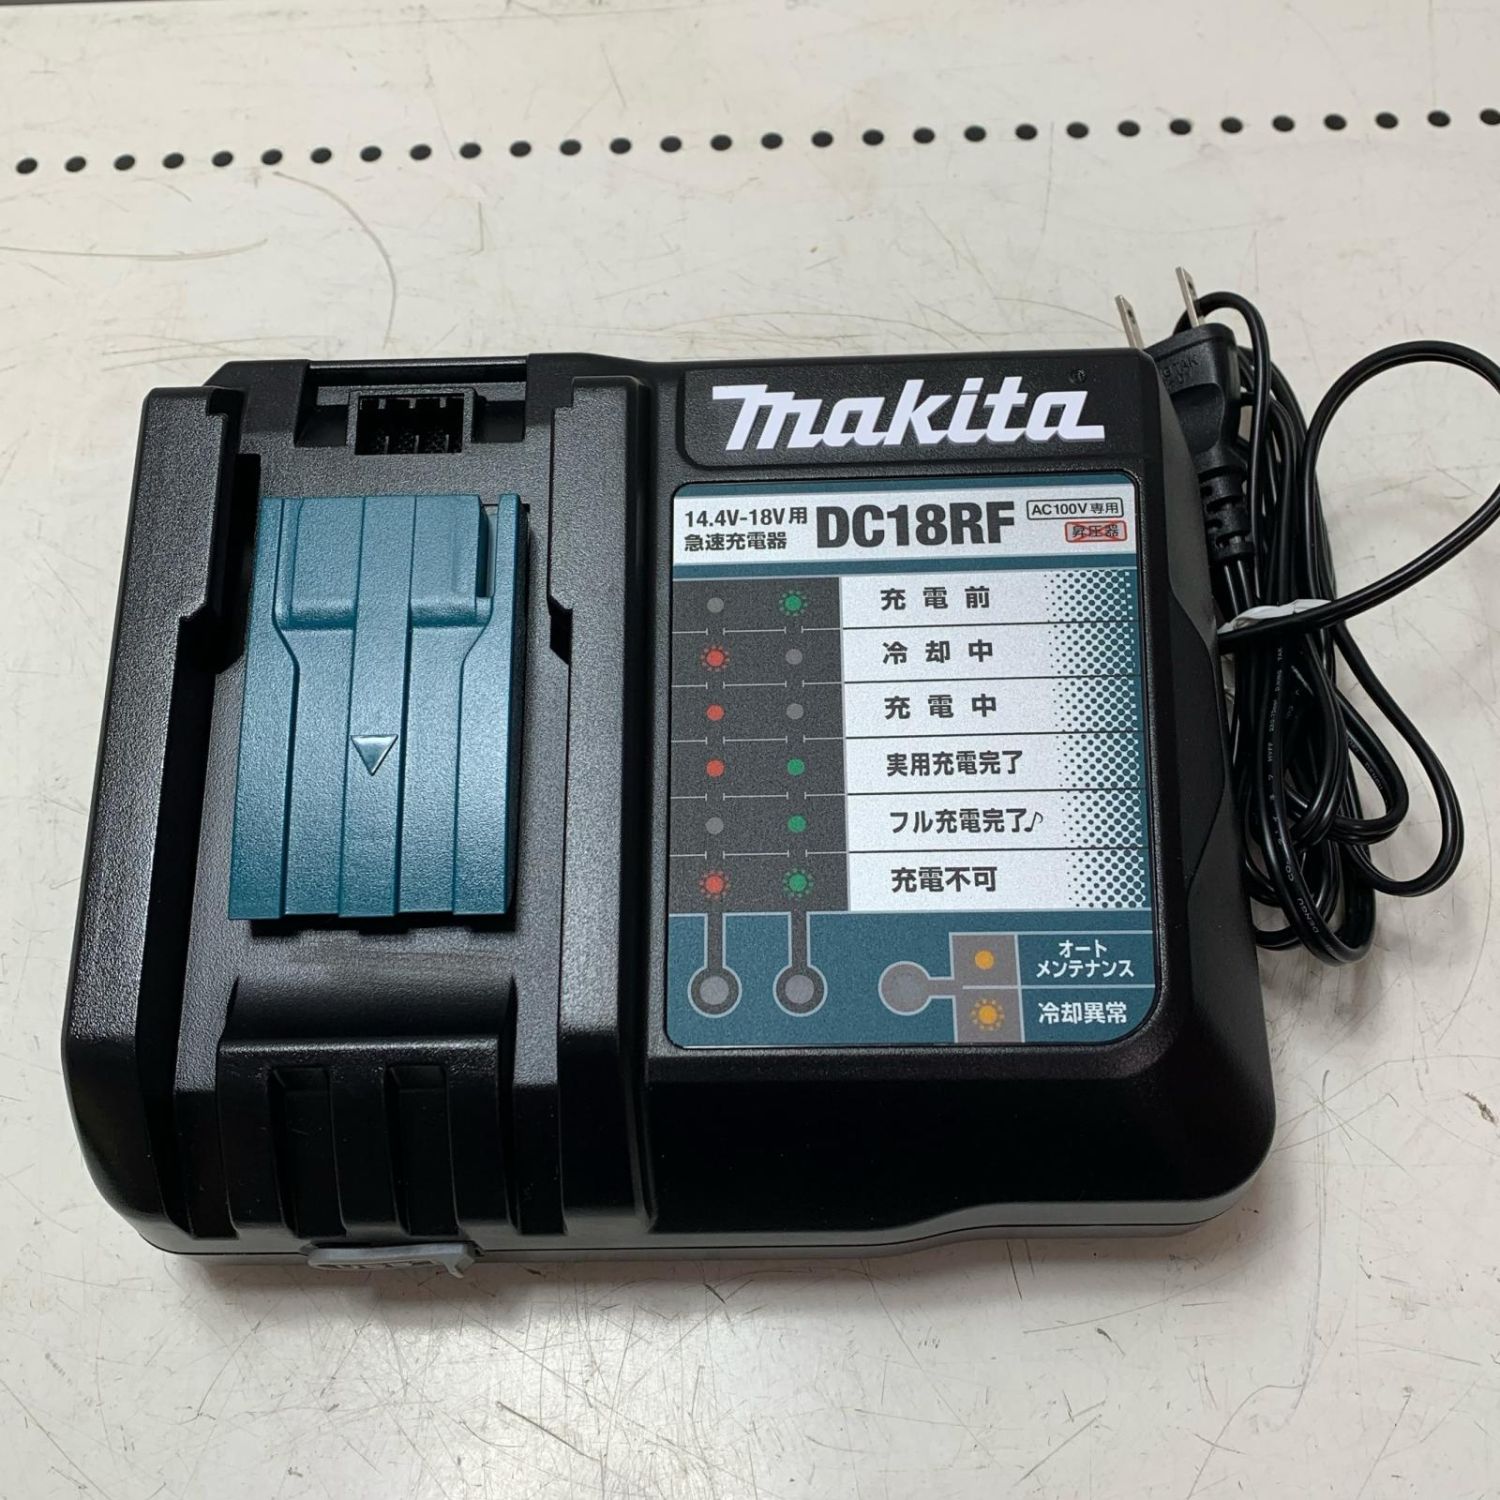 makita
14.4V-18V用
急速充電器
DC18RF
AC100V専用
昇圧器
充電前
冷却中
充電中
実用充電完了
フル充電完了♪
充電不可
オート
メンテナンス
冷却異常